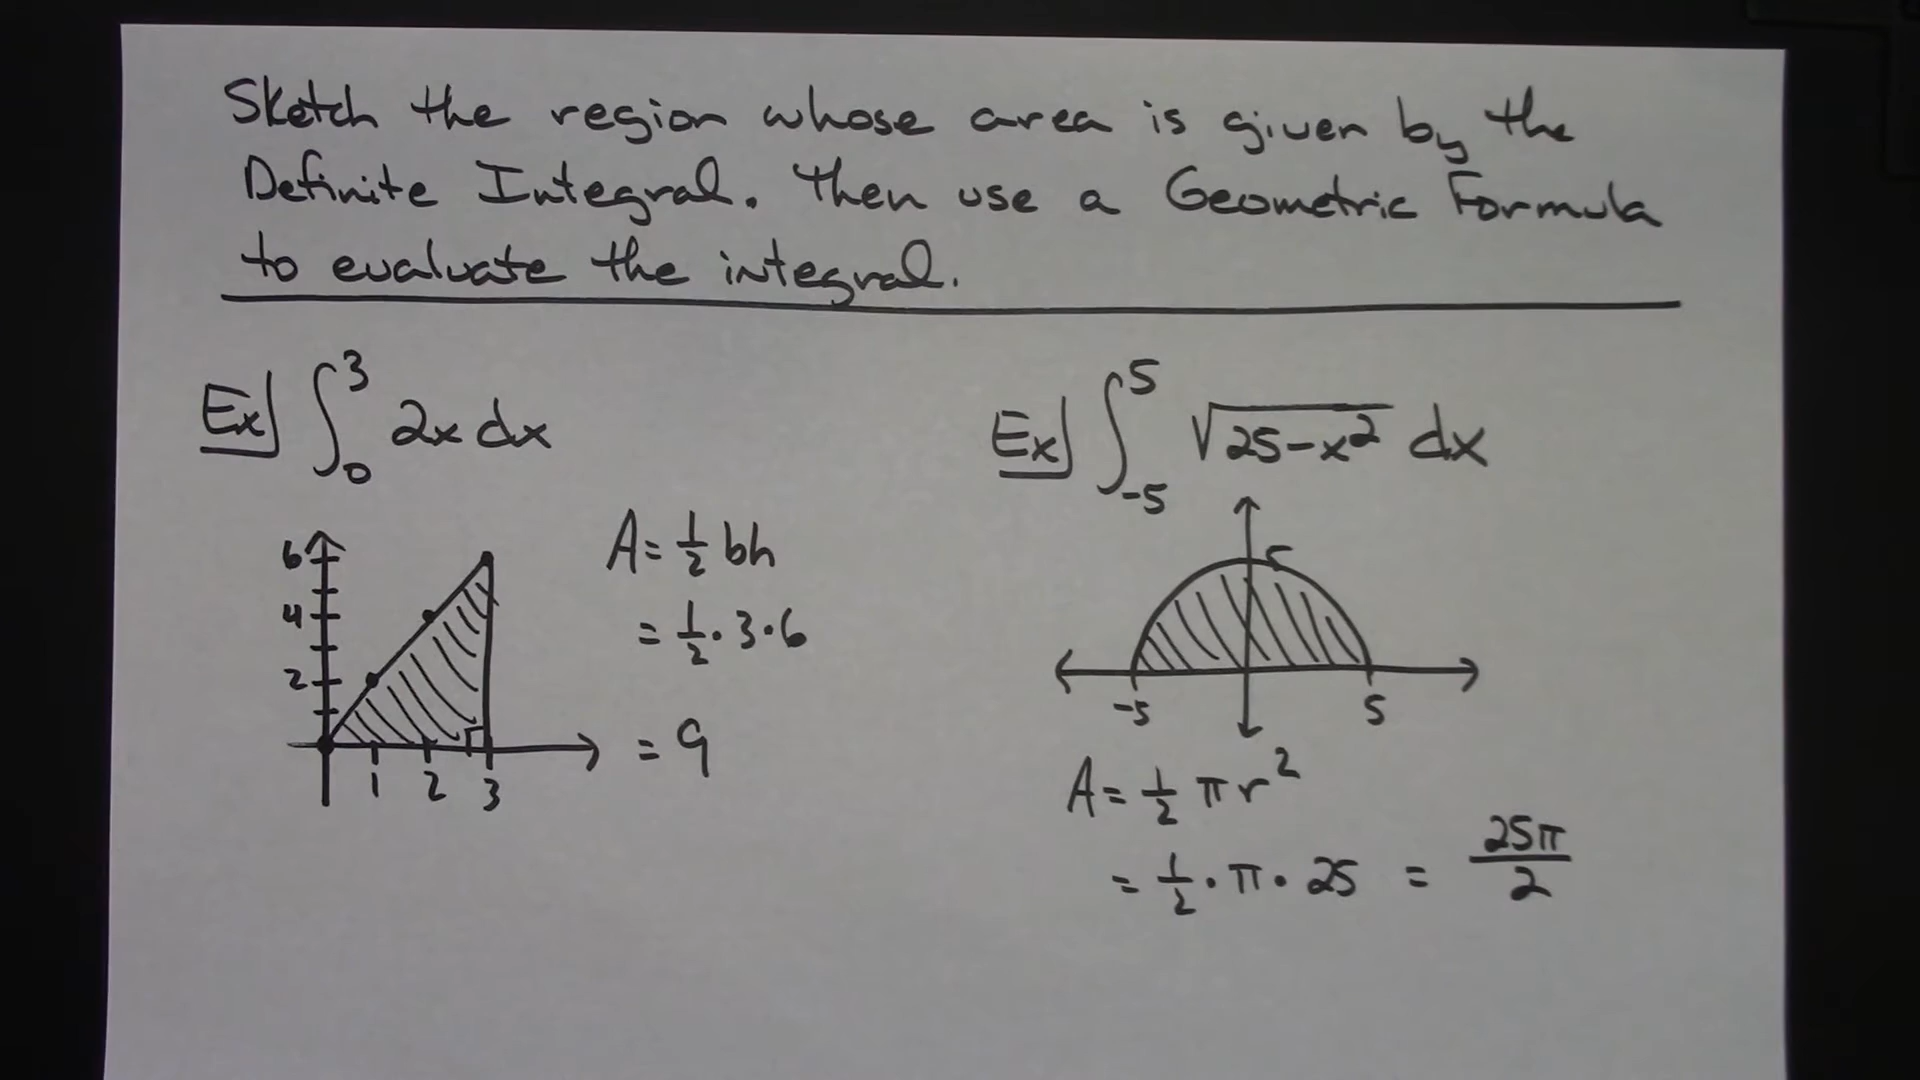 Sketch the region whose area is given by the
Definite Integral. Then use a Geometric Formula
to evaluate the integral.
Ex] ∫₀³ 2x dx
6
4
2
1 2 3
A = 1/2 bh
= 1/2 · 3 · 6
= 9
Ex] ∫₋₅⁵ √(25-x²) dx
5
-5 5
A = 1/2 πr²
= 1/2 · π · 25 = 25π/2